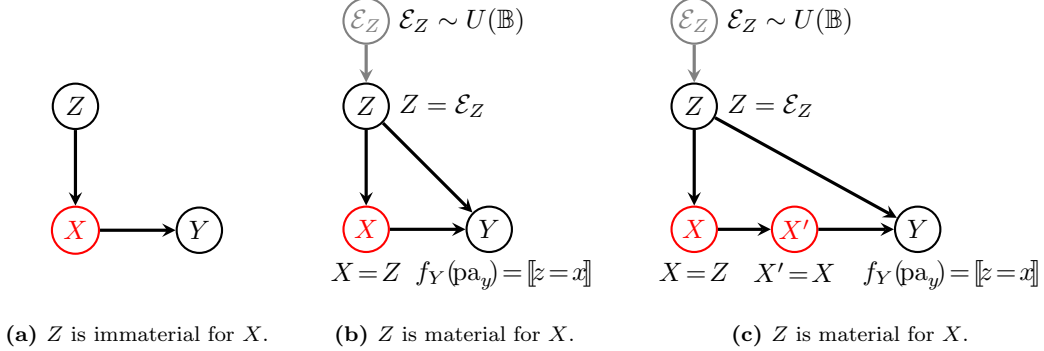 ℰ_Z ℰ_Z ∼ U(𝔹) ℰ_Z ℰ_Z ∼ U(𝔹)
Z Z Z = ℰ_Z Z Z = ℰ_Z
X Y X Y X X′ Y
X = Z f_Y(pa_y) = ⟦z = x⟧ X = Z X′ = X f_Y(pa_y) = ⟦z = x⟧
(a) Z is immaterial for X. (b) Z is material for X. (c) Z is material for X.